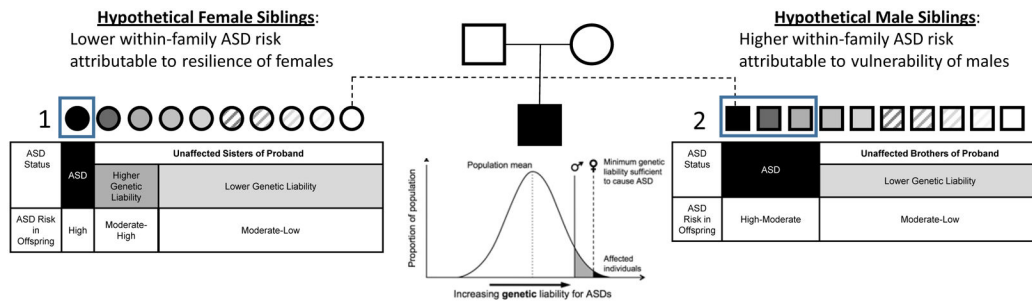 Hypothetical Female Siblings:
Lower within-family ASD risk
attributable to resilience of females
Hypothetical Male Siblings:
Higher within-family ASD risk
attributable to vulnerability of males
1
ASD
Status
ASD
Unaffected Sisters of Proband
Higher
Genetic
Liability
Lower Genetic Liability
ASD Risk
in
Offspring
High
Moderate-
High
Moderate-Low
Proportion of population
Population mean
♂ ♀
Minimum genetic
liability sufficient
to cause ASD
Affected
individuals
Increasing genetic liability for ASDs
2
ASD
Status
ASD
Unaffected Brothers of Proband
Lower Genetic Liability
ASD
Risk in
Offspring
High-Moderate
Moderate-Low